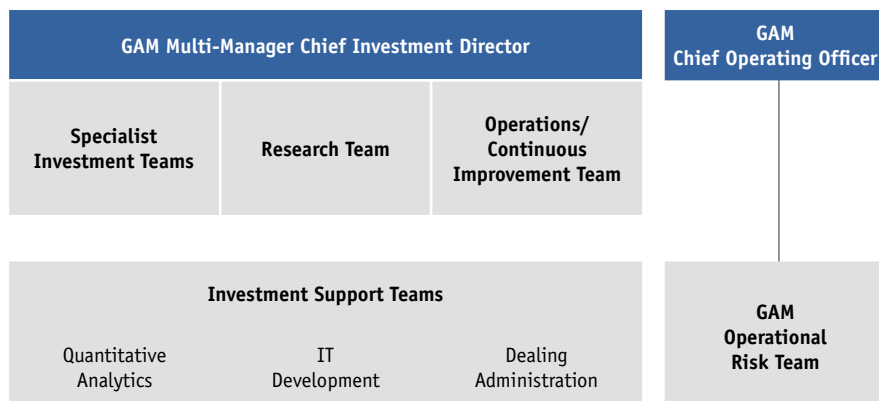 GAM Multi-Manager Chief Investment Director
GAM
Chief Operating Officer
Specialist
Investment Teams
Research Team
Operations/
Continuous
Improvement Team
Investment Support Teams
Quantitative
Analytics
IT
Development
Dealing
Administration
GAM
Operational
Risk Team